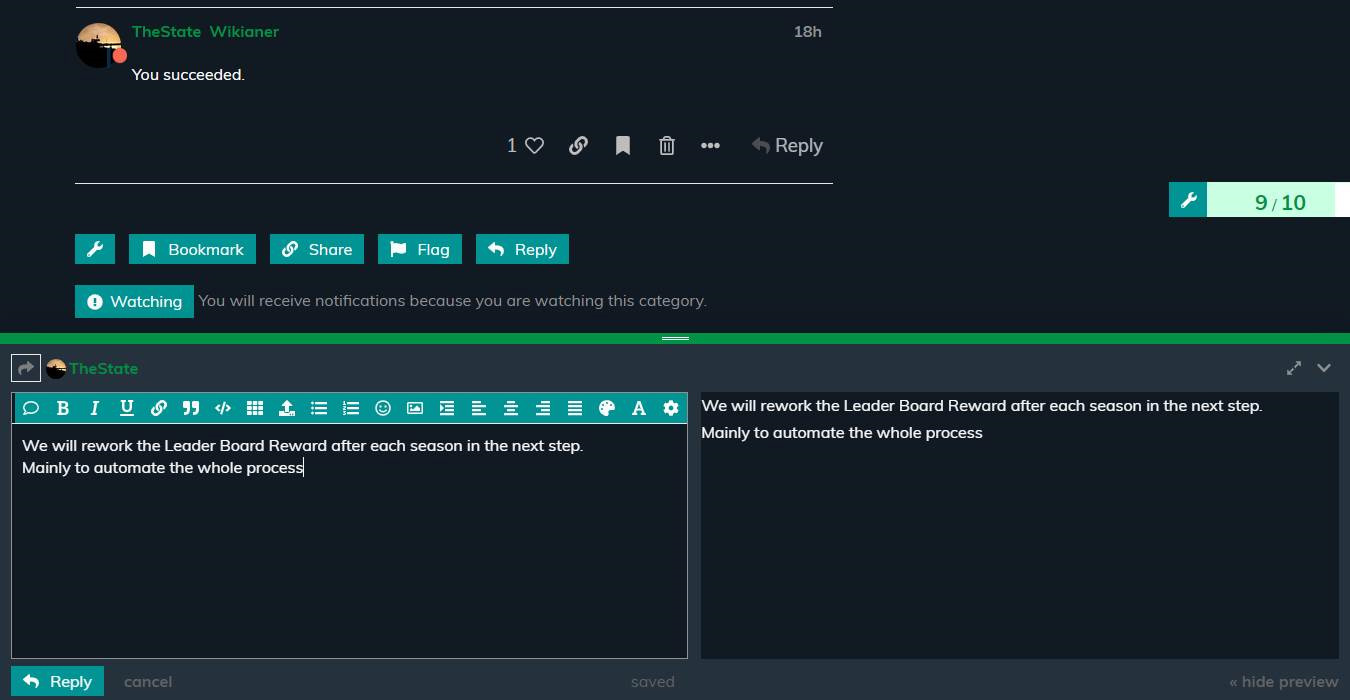 TheState Wikianer 18h
You succeeded.
1 Reply
9 / 10
Bookmark Share Flag Reply
Watching You will receive notifications because you are watching this category.
TheState
B I U A
We will rework the Leader Board Reward after each season in the next step.
Mainly to automate the whole process
We will rework the Leader Board Reward after each season in the next step.
Mainly to automate the whole process
Reply cancel saved « hide preview